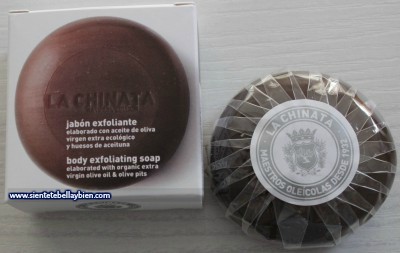 LA CHINATA
jabón exfoliante
elaborado con aceite de oliva
virgen extra ecológico
y huesos de aceituna
body exfoliating soap
elaborated with organic extra
virgin olive oil & olive pits
www.sientetebellaybien.com
LA CHINATA
MAESTROS OLEÍCOLAS DESDE 1932